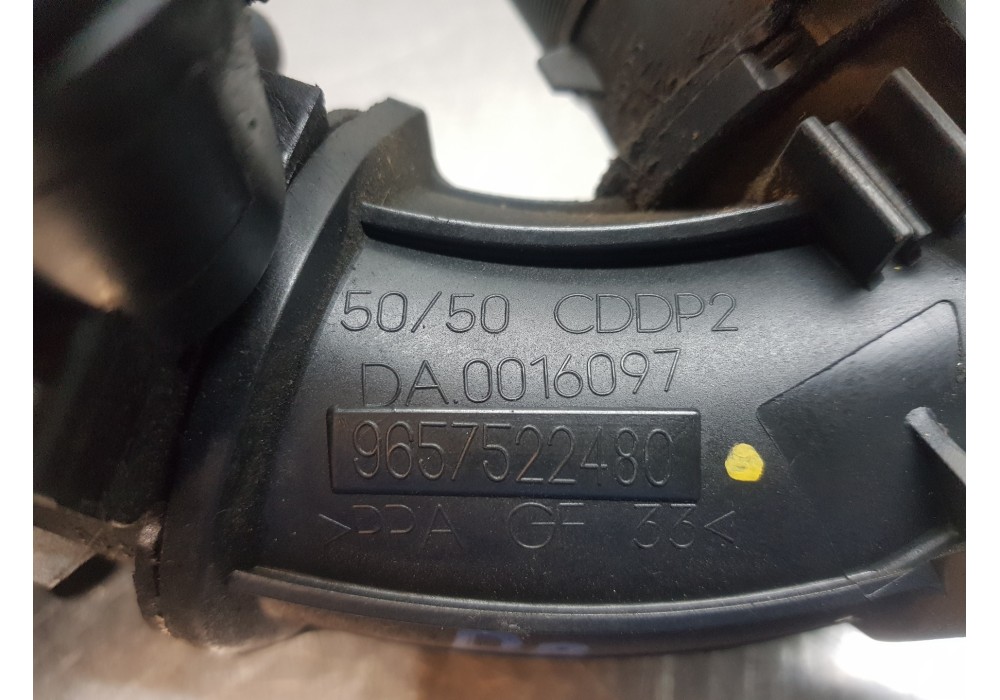 50/50 CDDP2
DA.0016097
9657522480
>PPA GF 33<